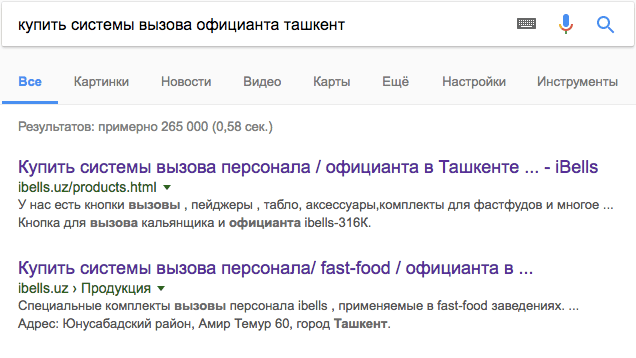 купить системы вызова официанта ташкент
Все Картинки Новости Видео Карты Ещё Настройки Инструменты
Результатов: примерно 265 000 (0,58 сек.)
Купить системы вызова персонала / официанта в Ташкенте ... - iBells
ibells.uz/products.html
У нас есть кнопки вызовы , пейджеры , табло, аксессуары,комплекты для фастфудов и многое ...
Кнопка для вызова кальянщика и официанта ibells-316K.
Купить системы вызова персонала/ fast-food / официанта в ...
ibells.uz › Продукция
Специальные комплекты вызовы персонала ibells , применяемые в fast-food заведениях. ...
Адрес: Юнусабадский район, Амир Темур 60, город Ташкент.